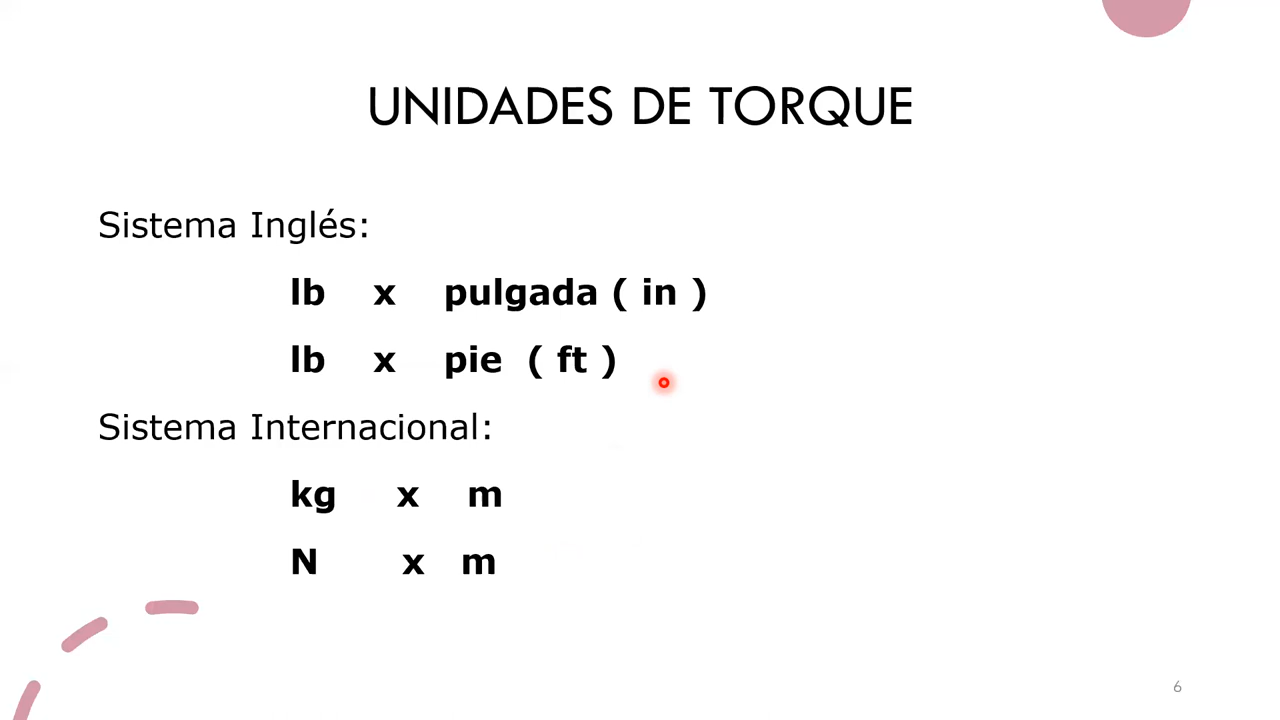 UNIDADES DE TORQUE
Sistema Inglés:
lb x pulgada ( in )
lb x pie ( ft )
Sistema Internacional:
kg x m
N x m
6